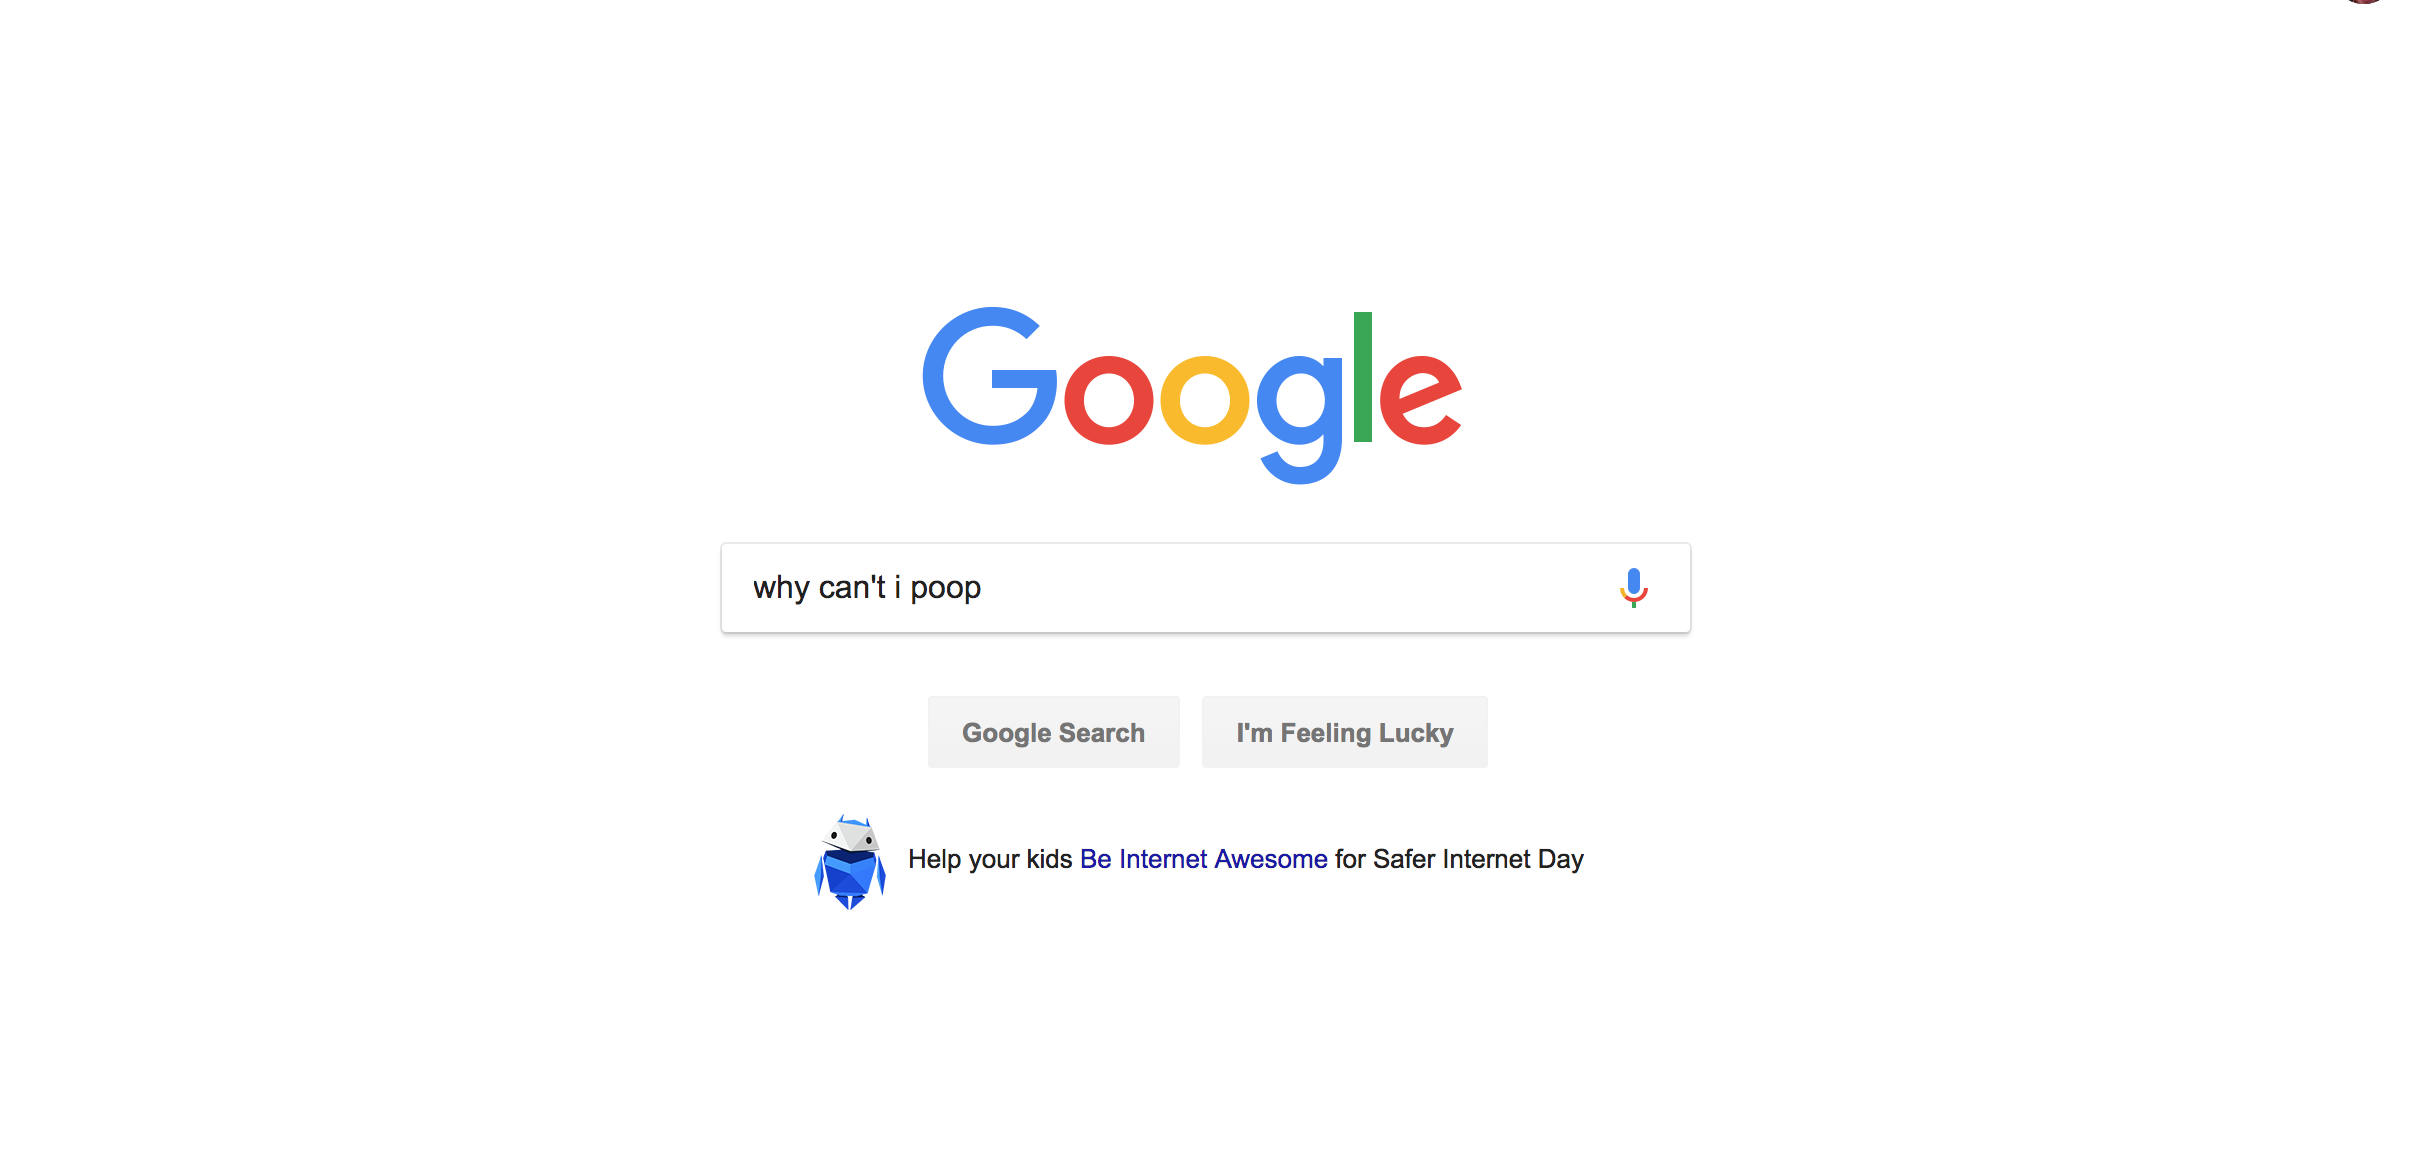 Google
why can't i poop
Google Search
I'm Feeling Lucky
Help your kids Be Internet Awesome for Safer Internet Day